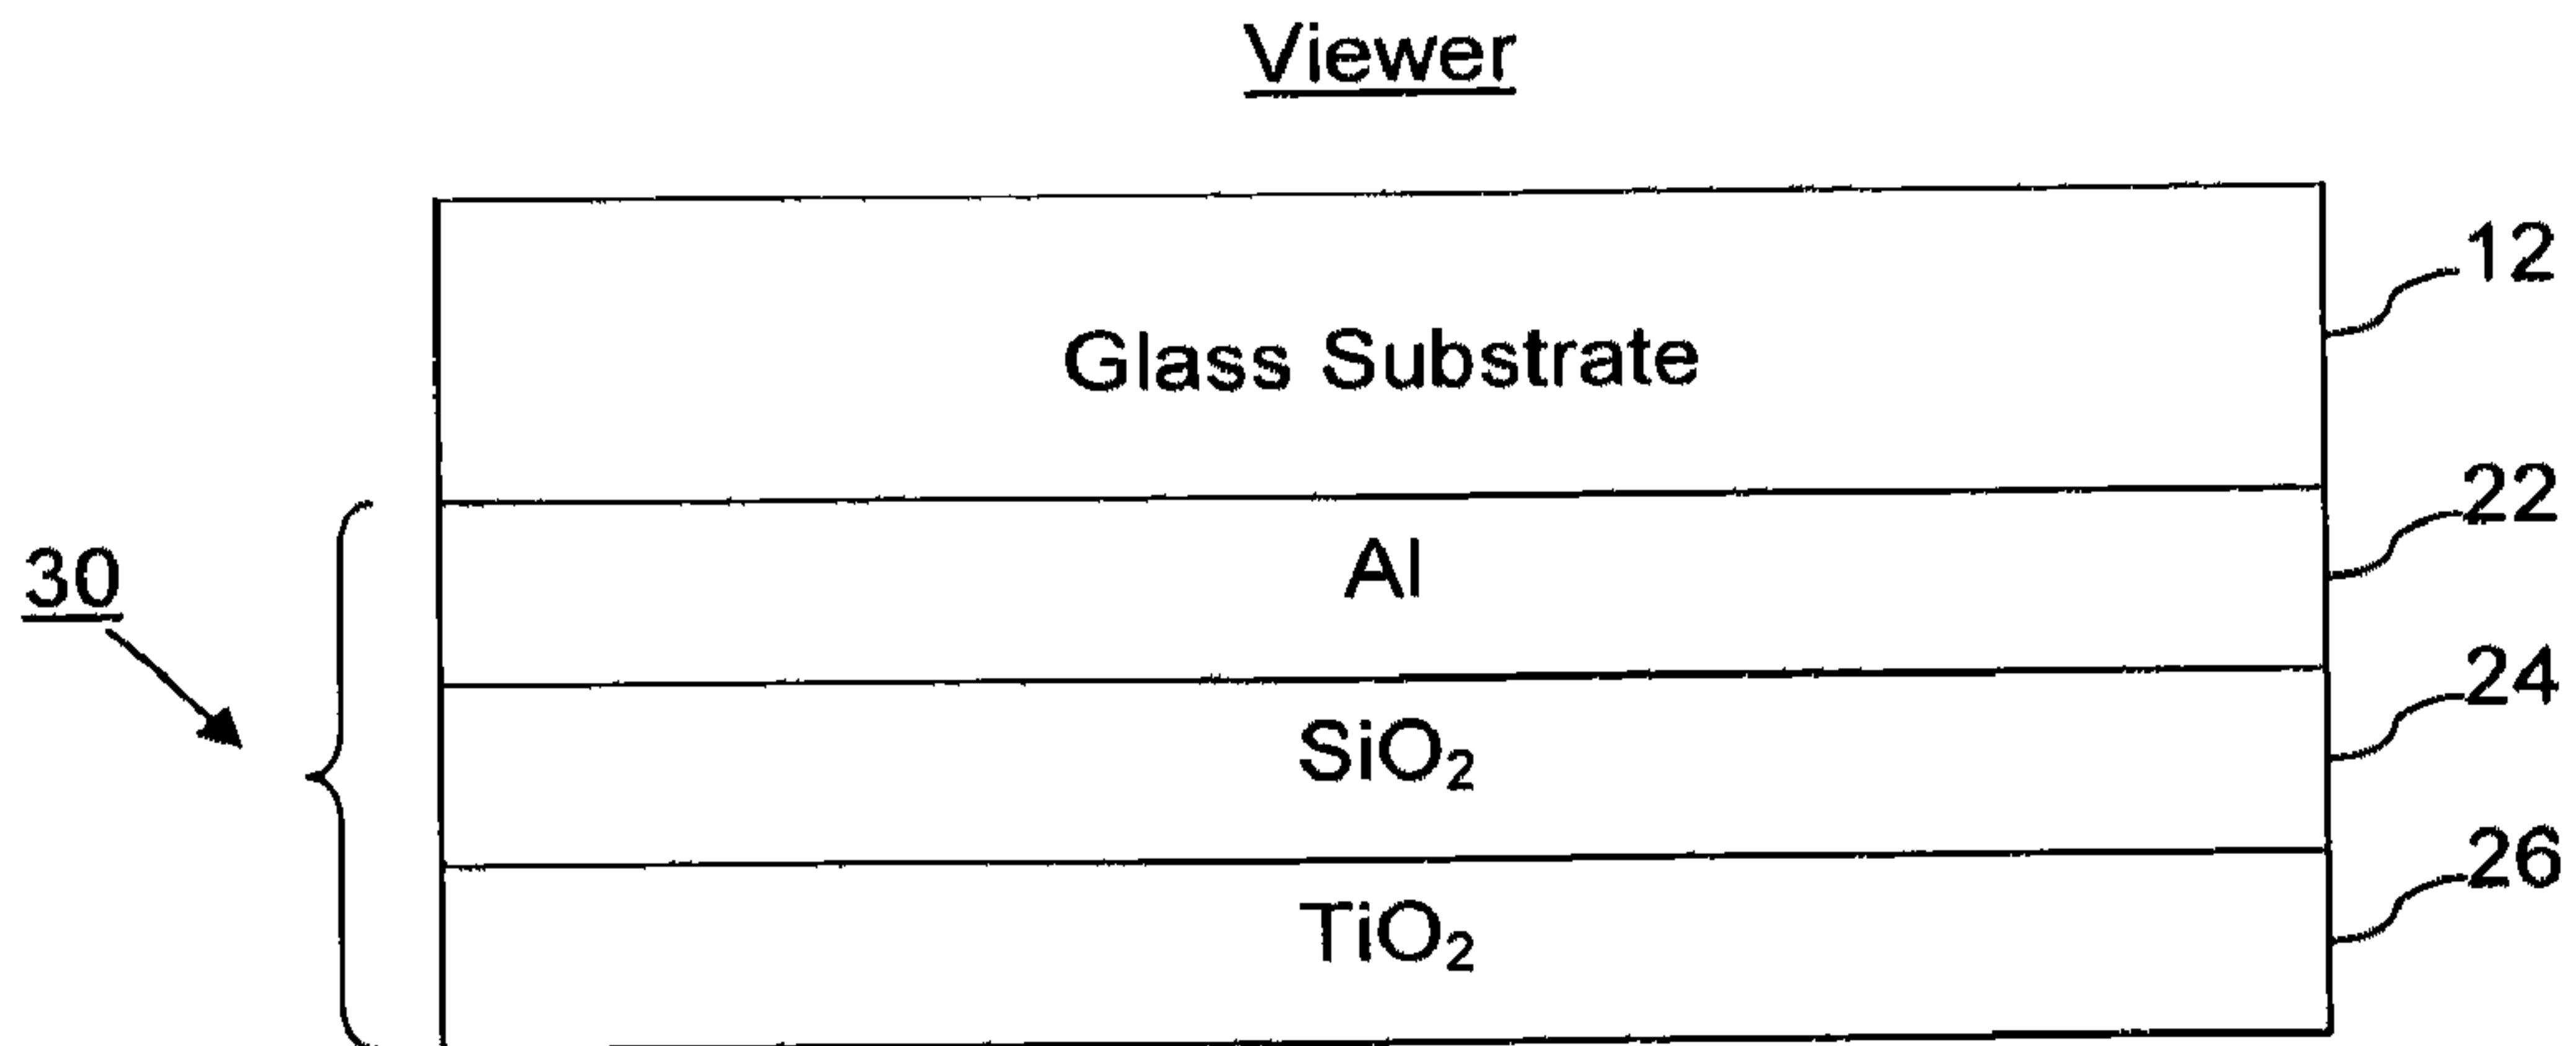 Viewer
12
Glass Substrate
22
Al
30
24
SiO₂
26
TiO₂